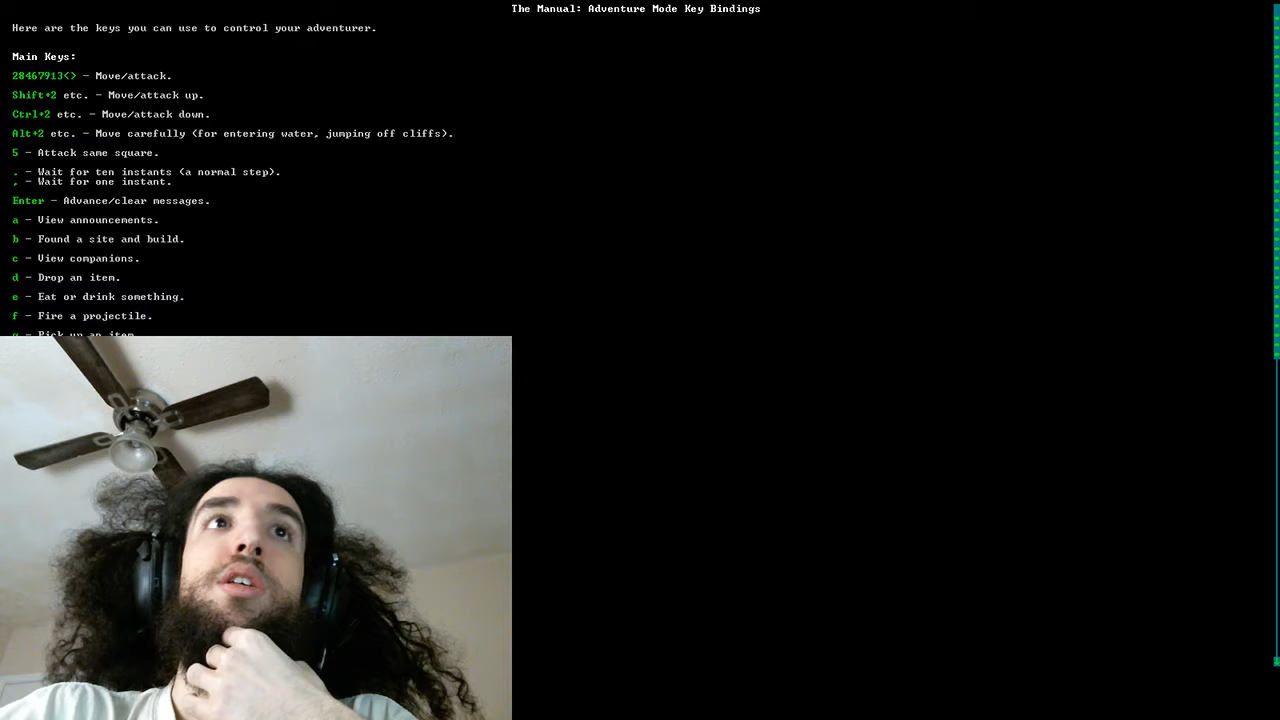 The Manual: Adventure Mode Key Bindings
Here are the keys you can use to control your adventurer.
Main Keys:
28467913<> - Move/attack.
Shift+2 etc. - Move/attack up.
Ctrl+2 etc. - Move/attack down.
Alt+2 etc. - Move carefully (for entering water, jumping off cliffs).
5 - Attack same square.
. - Wait for ten instants (a normal step).
, - Wait for one instant.
Enter - Advance/clear messages.
a - View announcements.
b - Found a site and build.
c - View companions.
d - Drop an item.
e - Eat or drink something.
f - Fire a projectile.
g - Pick up an item.